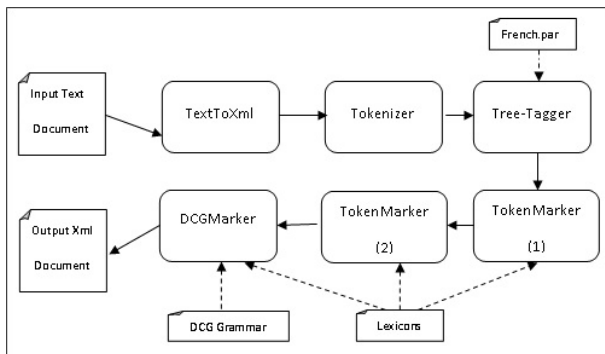 French.par
Input Text
Document
TextToXml
Tokenizer
Tree-Tagger
Output Xml
Document
DCGMarker
TokenMarker
(2)
TokenMarker
(1)
DCG Grammar
Lexicons